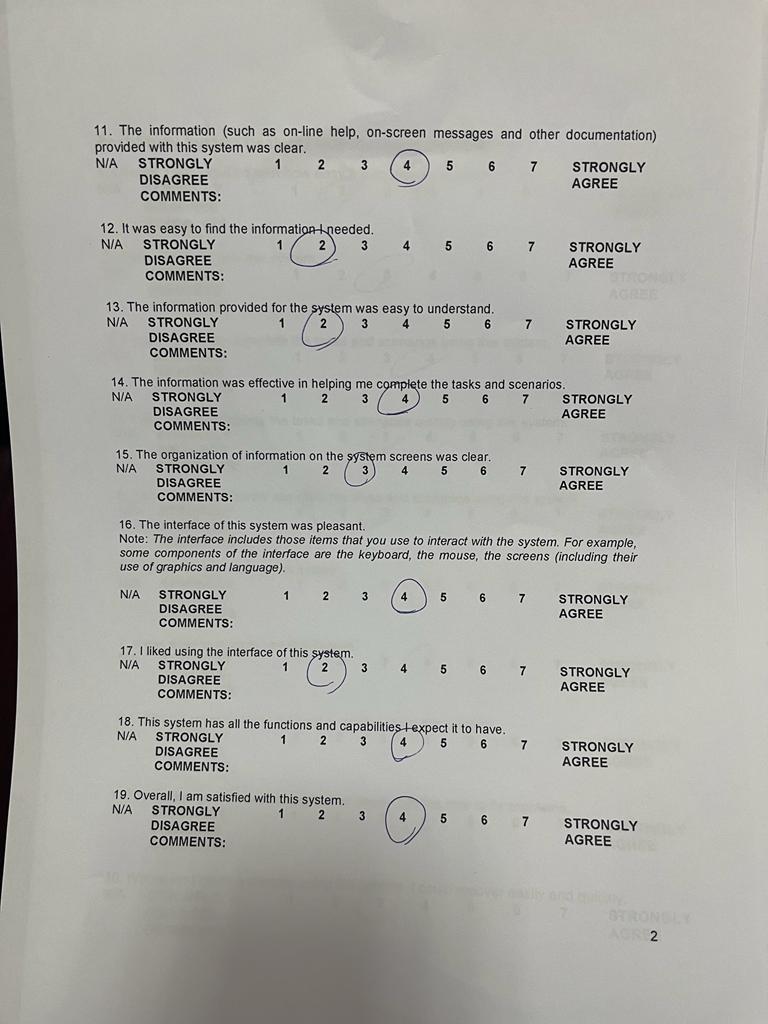 11. The information (such as on-line help, on-screen messages and other documentation)
provided with this system was clear.
N/A STRONGLY 1 2 3 4 5 6 7 STRONGLY
DISAGREE AGREE
COMMENTS:
12. It was easy to find the information I needed.
N/A STRONGLY 1 2 3 4 5 6 7 STRONGLY
DISAGREE AGREE
COMMENTS:
13. The information provided for the system was easy to understand.
N/A STRONGLY 1 2 3 4 5 6 7 STRONGLY
DISAGREE AGREE
COMMENTS:
14. The information was effective in helping me complete the tasks and scenarios.
N/A STRONGLY 1 2 3 4 5 6 7 STRONGLY
DISAGREE AGREE
COMMENTS:
15. The organization of information on the system screens was clear.
N/A STRONGLY 1 2 3 4 5 6 7 STRONGLY
DISAGREE AGREE
COMMENTS:
16. The interface of this system was pleasant.
Note: The interface includes those items that you use to interact with the system. For example,
some components of the interface are the keyboard, the mouse, the screens (including their
use of graphics and language).
N/A STRONGLY 1 2 3 4 5 6 7 STRONGLY
DISAGREE AGREE
COMMENTS:
17. I liked using the interface of this system.
N/A STRONGLY 1 2 3 4 5 6 7 STRONGLY
DISAGREE AGREE
COMMENTS:
18. This system has all the functions and capabilities I expect it to have.
N/A STRONGLY 1 2 3 4 5 6 7 STRONGLY
DISAGREE AGREE
COMMENTS:
19. Overall, I am satisfied with this system.
N/A STRONGLY 1 2 3 4 5 6 7 STRONGLY
DISAGREE AGREE
COMMENTS:
2